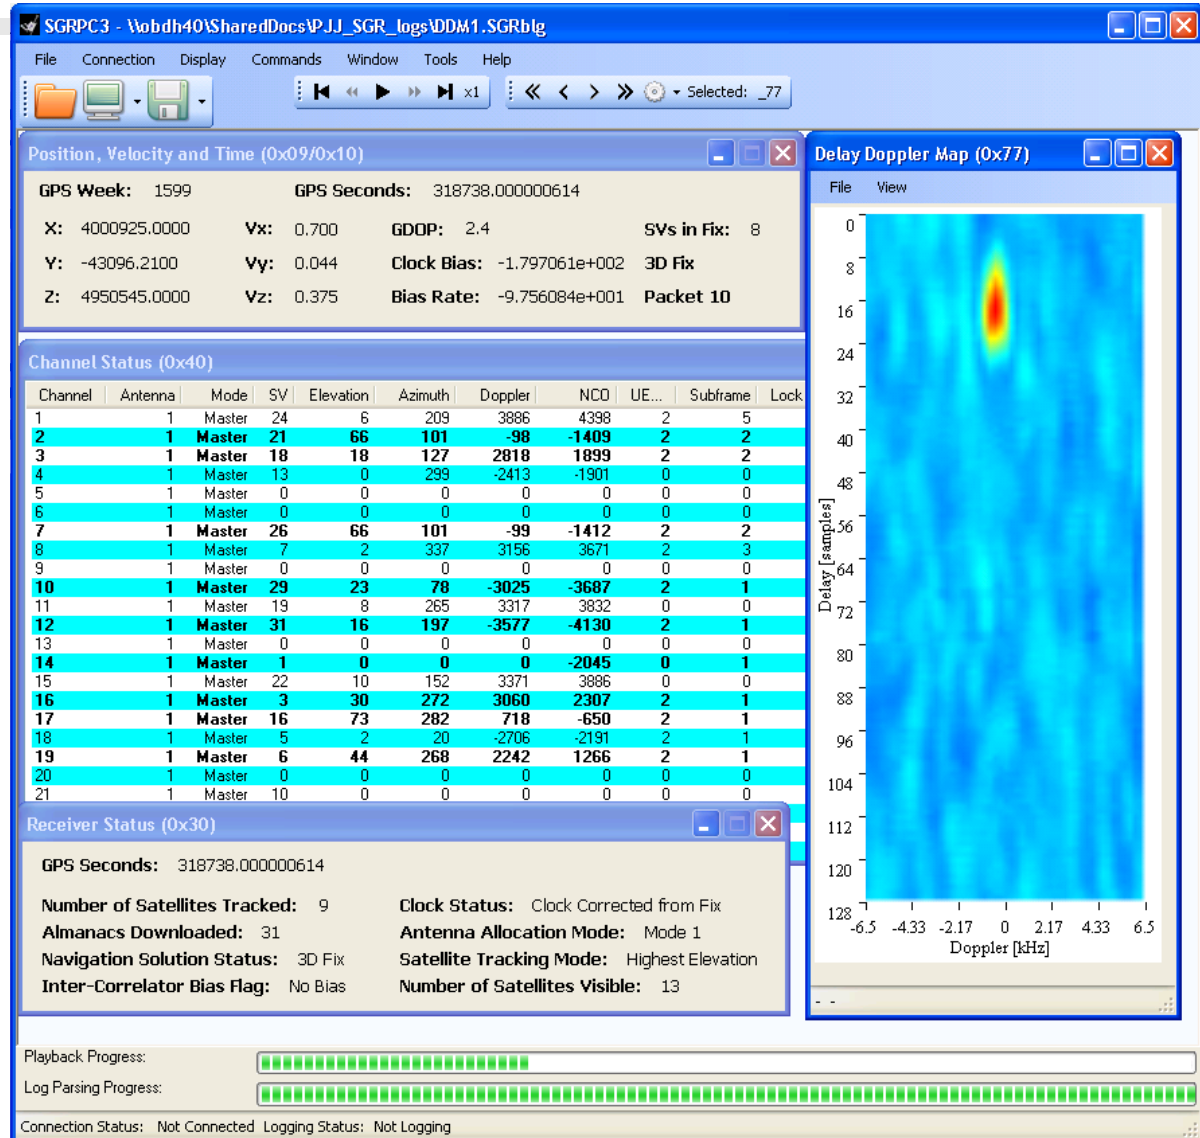 SGRPC3 - \\obdh40\SharedDocs\PJJ_SGR_logs\DDM1.SGRblg
File Connection Display Commands Window Tools Help
x1 Selected: _77
Position, Velocity and Time (0x09/0x10)
GPS Week: 1599 GPS Seconds: 318738.000000614
X: 4000925.0000 Vx: 0.700 GDOP: 2.4 SVs in Fix: 8
Y: -43096.2100 Vy: 0.044 Clock Bias: -1.797061e+002 3D Fix
Z: 4950545.0000 Vz: 0.375 Bias Rate: -9.756084e+001 Packet 10
Channel Status (0x40)
Channel Antenna Mode SV Elevation Azimuth Doppler NCO UE... Subframe Lock
1 1 Master 24 6 209 3886 4398 2 5
2 1 Master 21 66 101 -98 -1409 2 2
3 1 Master 18 18 127 2818 1899 2 2
4 1 Master 13 0 299 -2413 -1901 0 0
5 1 Master 0 0 0 0 0 0 0
6 1 Master 0 0 0 0 0 0 0
7 1 Master 26 66 101 -99 -1412 2 2
8 1 Master 7 2 337 3156 3671 2 3
9 1 Master 0 0 0 0 0 0 0
10 1 Master 29 23 78 -3025 -3687 2 1
11 1 Master 19 8 265 3317 3832 0 0
12 1 Master 31 16 197 -3577 -4130 2 1
13 1 Master 0 0 0 0 0 0 0
14 1 Master 1 0 0 0 -2045 0 1
15 1 Master 22 10 152 3371 3886 0 0
16 1 Master 3 30 272 3060 2307 2 1
17 1 Master 16 73 282 718 -650 2 1
18 1 Master 5 2 20 -2706 -2191 2 1
19 1 Master 6 44 268 2242 1266 2 1
20 1 Master 0 0 0 0 0 0 0
21 1 Master 10 0 0 0 0 0 0
Receiver Status (0x30)
GPS Seconds: 318738.000000614
Number of Satellites Tracked: 9 Clock Status: Clock Corrected from Fix
Almanacs Downloaded: 31 Antenna Allocation Mode: Mode 1
Navigation Solution Status: 3D Fix Satellite Tracking Mode: Highest Elevation
Inter-Correlator Bias Flag: No Bias Number of Satellites Visible: 13
Delay Doppler Map (0x77)
File View
0
8
16
24
32
40
48
56
64
72
80
88
96
104
112
120
128
Delay [samples]
-6.5 -4.33 -2.17 0 2.17 4.33 6.5
Doppler [kHz]
- -
Playback Progress:
Log Parsing Progress:
Connection Status: Not Connected Logging Status: Not Logging